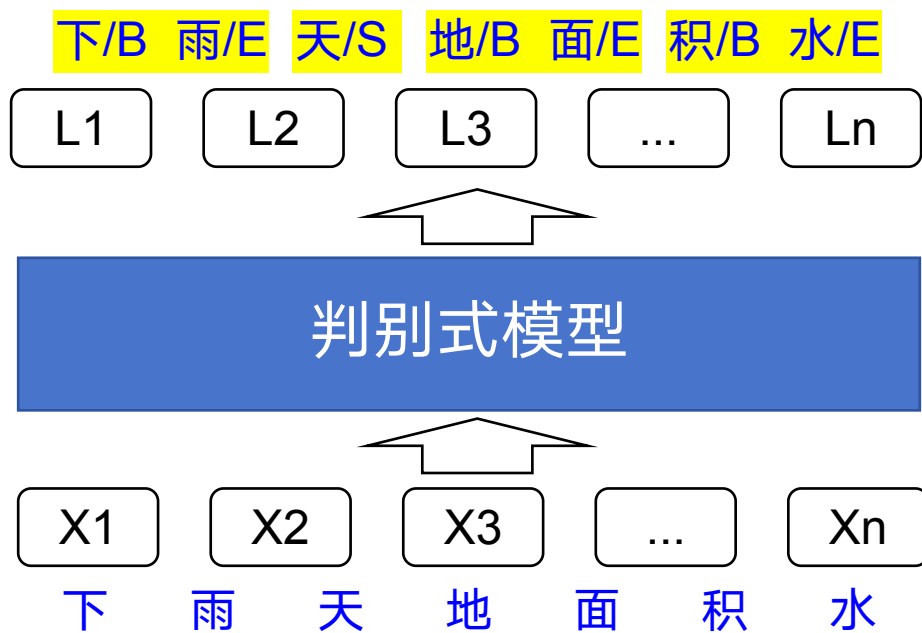 下/B 雨/E 天/S 地/B 面/E 积/B 水/E
L1 L2 L3 ... Ln
判别式模型
X1 X2 X3 ... Xn
下 雨 天 地 面 积 水